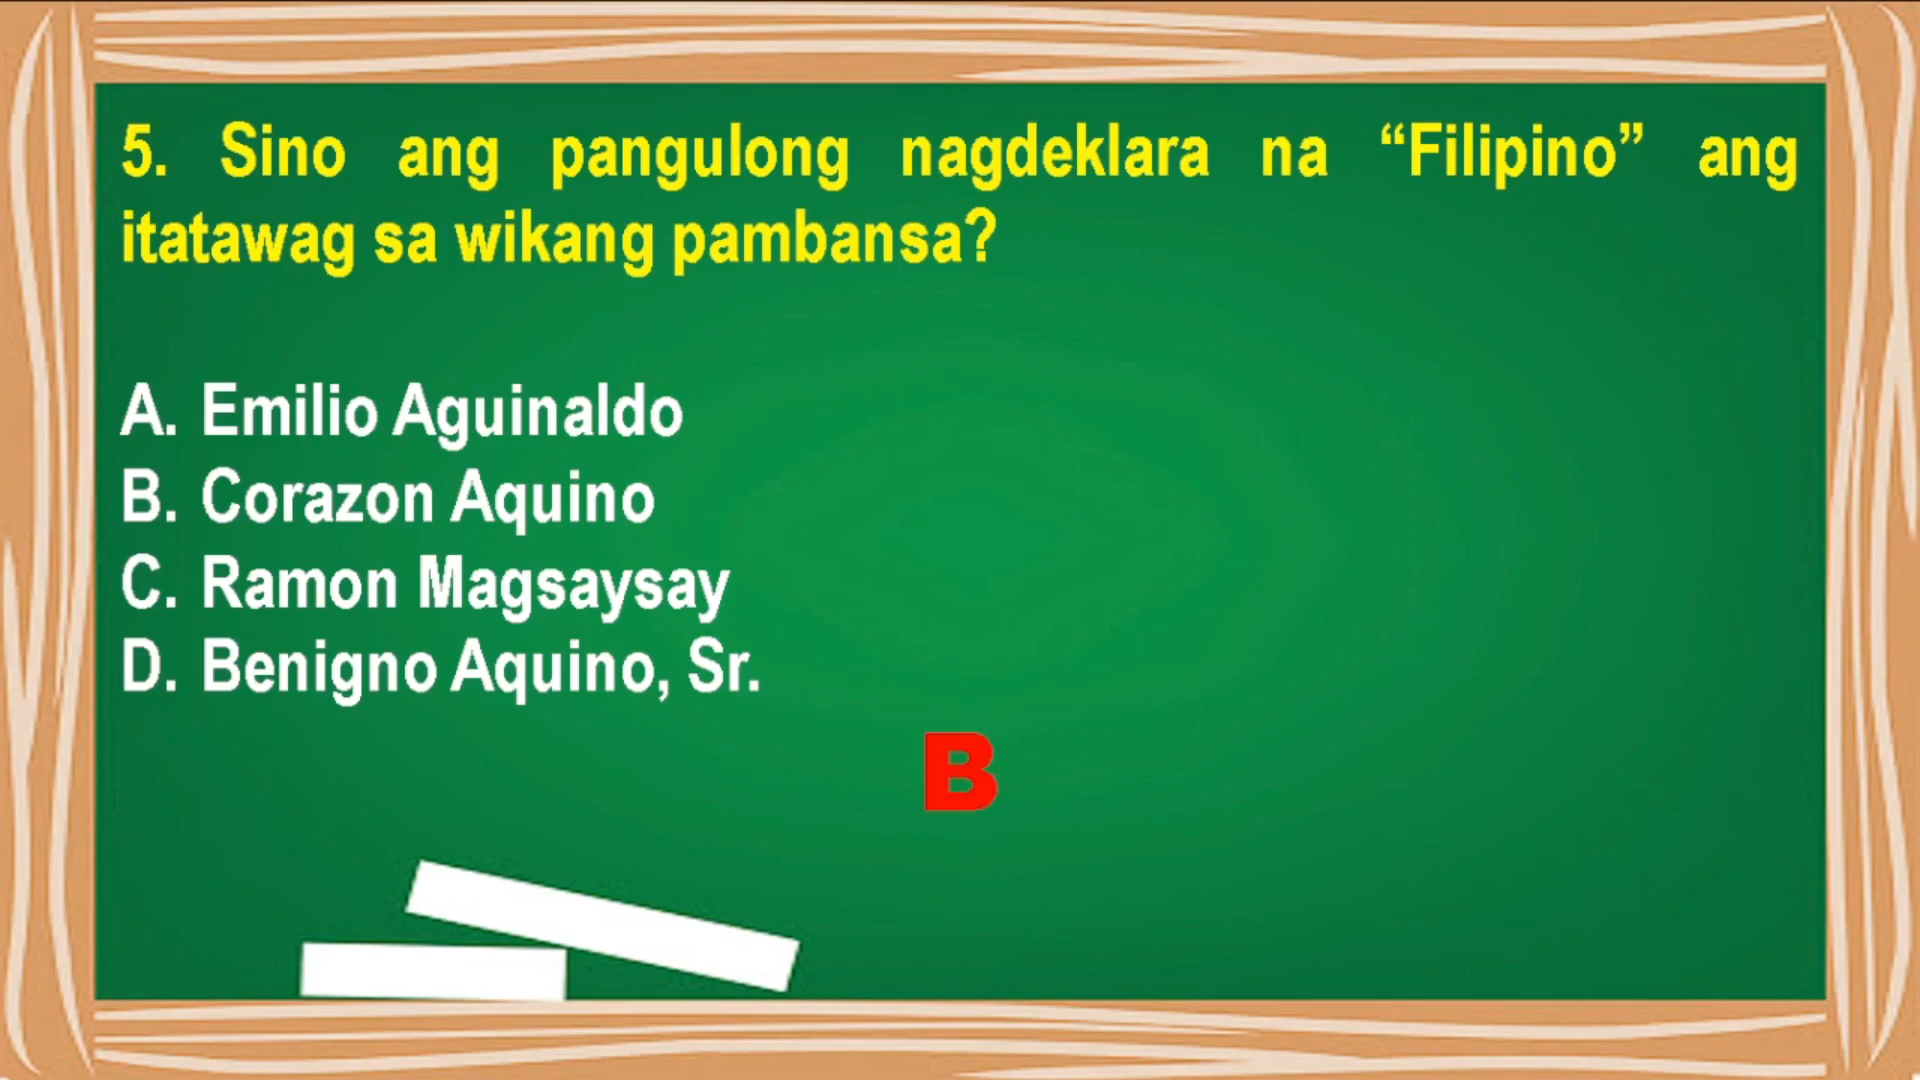 5. Sino ang pangulong nagdeklara na “Filipino” ang
itatawag sa wikang pambansa?
A. Emilio Aguinaldo
B. Corazon Aquino
C. Ramon Magsaysay
D. Benigno Aquino, Sr.
B